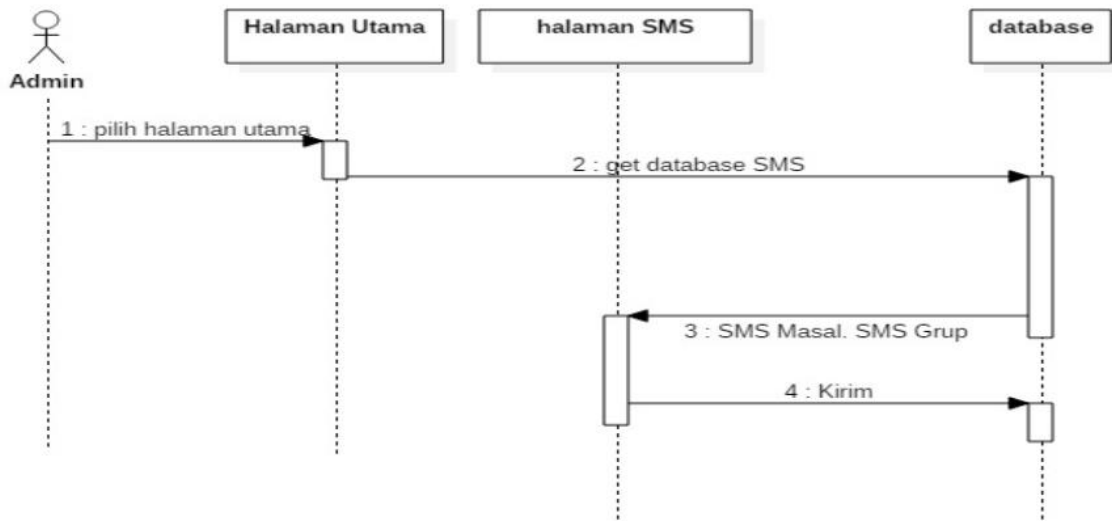 Halaman Utama
halaman SMS
database
Admin
1 : pilih halaman utama
2 : get database SMS
3 : SMS Masal. SMS Grup
4 : Kirim